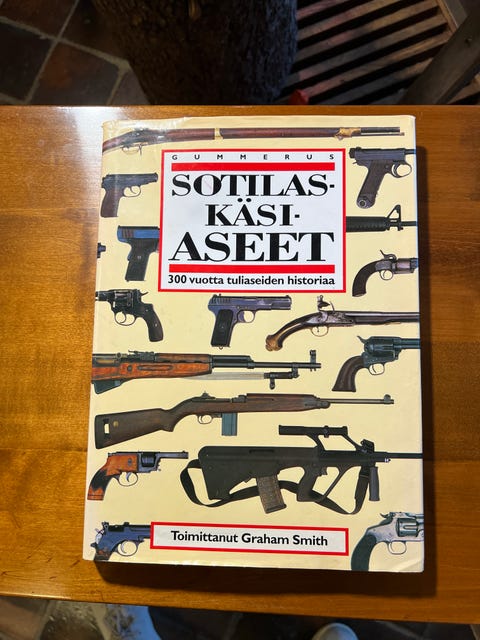 GUMMERUS
SOTILAS-
KÄSI-
ASEET
300 vuotta tuliaseiden historiaa
Toimittanut Graham Smith